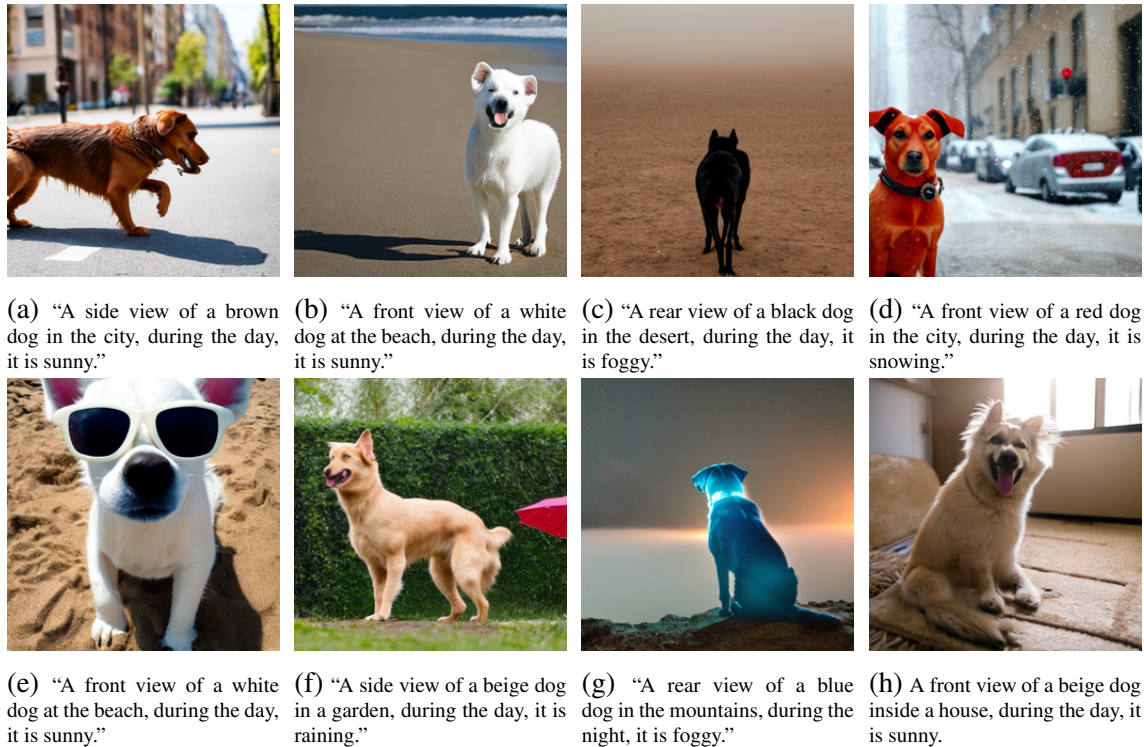 (a) “A side view of a brown
dog in the city, during the day,
it is sunny.”
(b) “A front view of a white
dog at the beach, during the day,
it is sunny.”
(c) “A rear view of a black dog
in the desert, during the day, it
is foggy.”
(d) “A front view of a red dog
in the city, during the day, it is
snowing.”
(e) “A front view of a white
dog at the beach, during the day,
it is sunny.”
(f) “A side view of a beige dog
in a garden, during the day, it is
raining.”
(g) “A rear view of a blue
dog in the mountains, during the
night, it is foggy.”
(h) A front view of a beige dog
inside a house, during the day, it
is sunny.